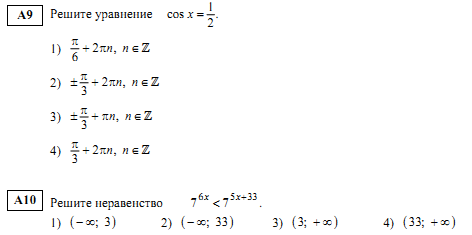 А9 Решите уравнение cos x = 1/2.
1) π/6 + 2πn, n ∈ ℤ
2) ±π/3 + 2πn, n ∈ ℤ
3) ±π/3 + πn, n ∈ ℤ
4) π/3 + 2πn, n ∈ ℤ
А10 Решите неравенство 7^{6x} < 7^{5x+33}.
1) (−∞; 3) 2) (−∞; 33) 3) (3; +∞) 4) (33; +∞)